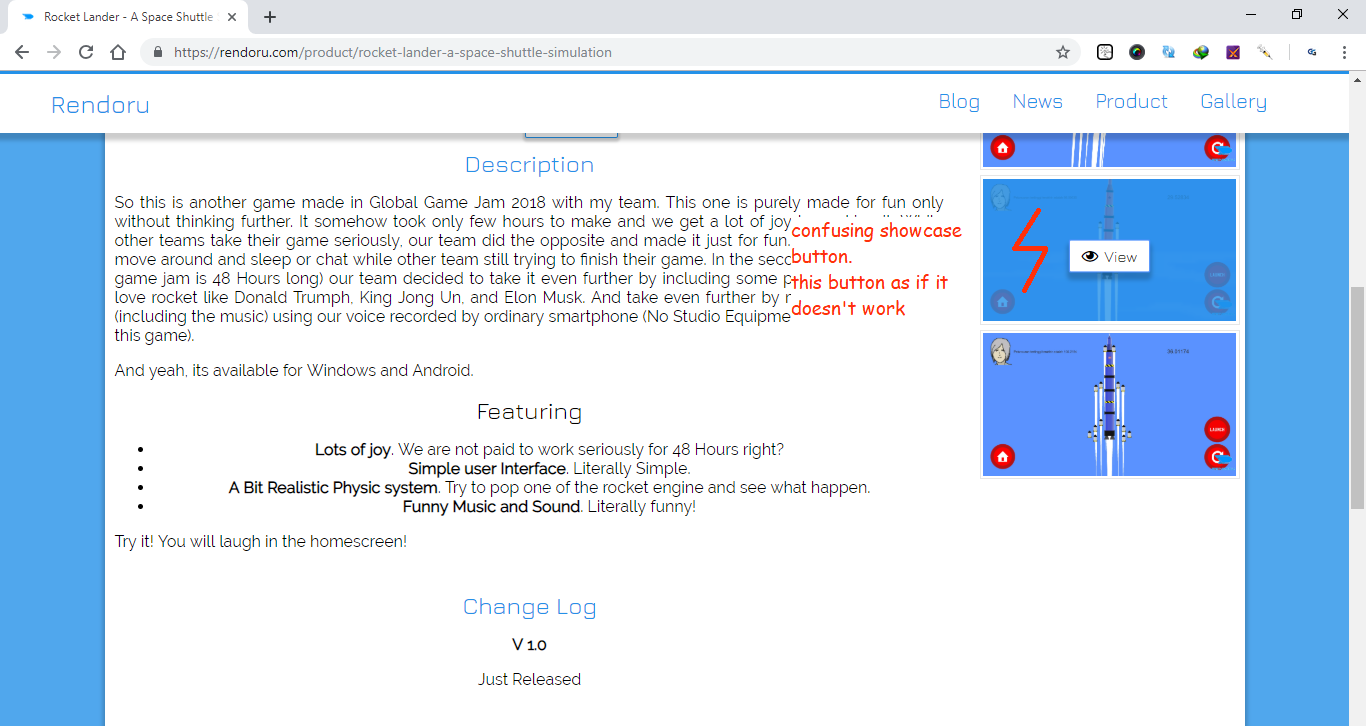 Rocket Lander - A Space Shuttle
https://rendoru.com/product/rocket-lander-a-space-shuttle-simulation
Rendoru
Blog
News
Product
Gallery
Description
So this is another game made in Global Game Jam 2018 with my team. This one is purely made for fun only
without thinking further. It somehow took only few hours to make and we get a lot of joy
other teams take their game seriously, our team did the opposite and made it just for fun.
move around and sleep or chat while other team still trying to finish their game. In the seco
game jam is 48 Hours long) our team decided to take it even further by including some p
love rocket like Donald Trumph, King Jong Un, and Elon Musk. And take even further by r
(including the music) using our voice recorded by ordinary smartphone (No Studio Equipme
this game).
And yeah, its available for Windows and Android.
Featuring
Lots of joy. We are not paid to work seriously for 48 Hours right?
Simple user Interface. Literally Simple.
A Bit Realistic Physic system. Try to pop one of the rocket engine and see what happen.
Funny Music and Sound. Literally funny!
Try it! You will laugh in the homescreen!
Change Log
V 1.0
Just Released
confusing showcase
button.
this button as if it
doesn't work
View
LAUNCH